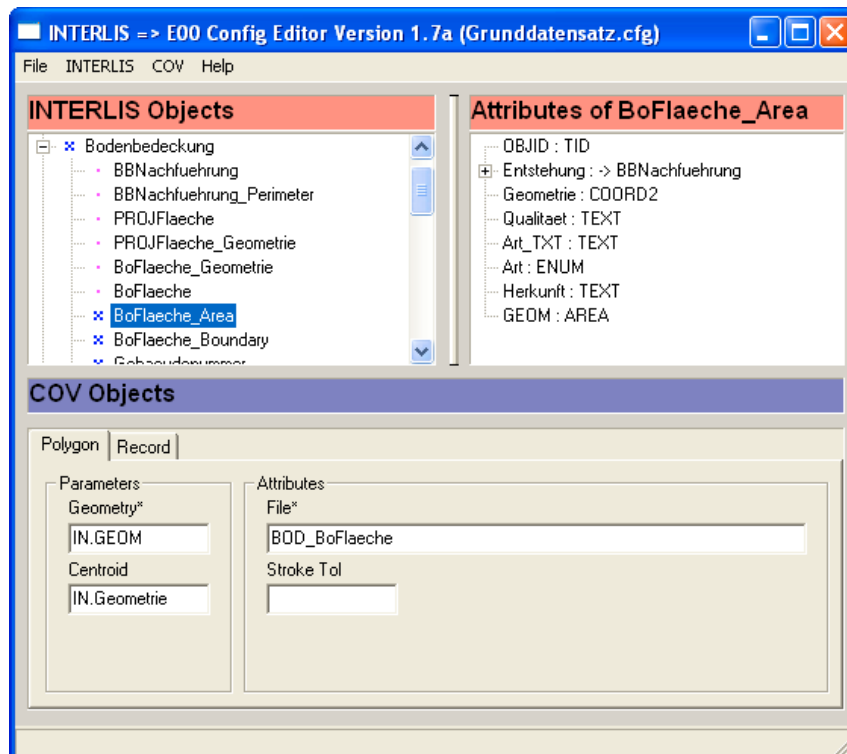 INTERLIS => E00 Config Editor Version 1.7a (Grunddatensatz.cfg)
File INTERLIS COV Help
INTERLIS Objects
Bodenbedeckung
BBNachfuehrung
BBNachfuehrung_Perimeter
PROJFlaeche
PROJFlaeche_Geometrie
BoFlaeche_Geometrie
BoFlaeche
BoFlaeche_Area
BoFlaeche_Boundary
Gebaeudenummer
Attributes of BoFlaeche_Area
OBJID : TID
Entstehung : -> BBNachfuehrung
Geometrie : COORD2
Qualitaet : TEXT
Art_TXT : TEXT
Art : ENUM
Herkunft : TEXT
GEOM : AREA
COV Objects
Polygon Record
Parameters
Geometry*
IN.GEOM
Centroid
IN.Geometrie
Attributes
File*
BOD_BoFlaeche
Stroke Tol